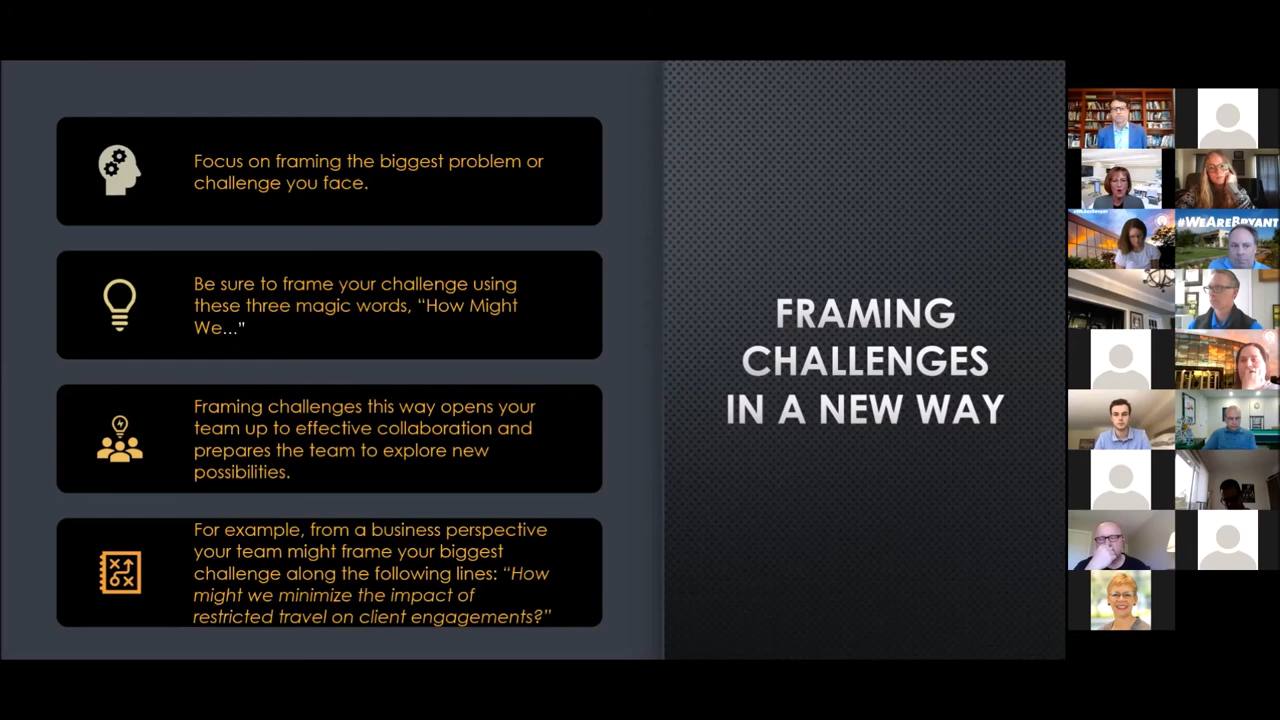 Focus on framing the biggest problem or
challenge you face.
Be sure to frame your challenge using
these three magic words, “How Might
We...”
Framing challenges this way opens your
team up to effective collaboration and
prepares the team to explore new
possibilities.
For example, from a business perspective
your team might frame your biggest
challenge along the following lines: “How
might we minimize the impact of
restricted travel on client engagements?”
FRAMING
CHALLENGES
IN A NEW WAY
#WeAreBryant
#WEAREBRYANT